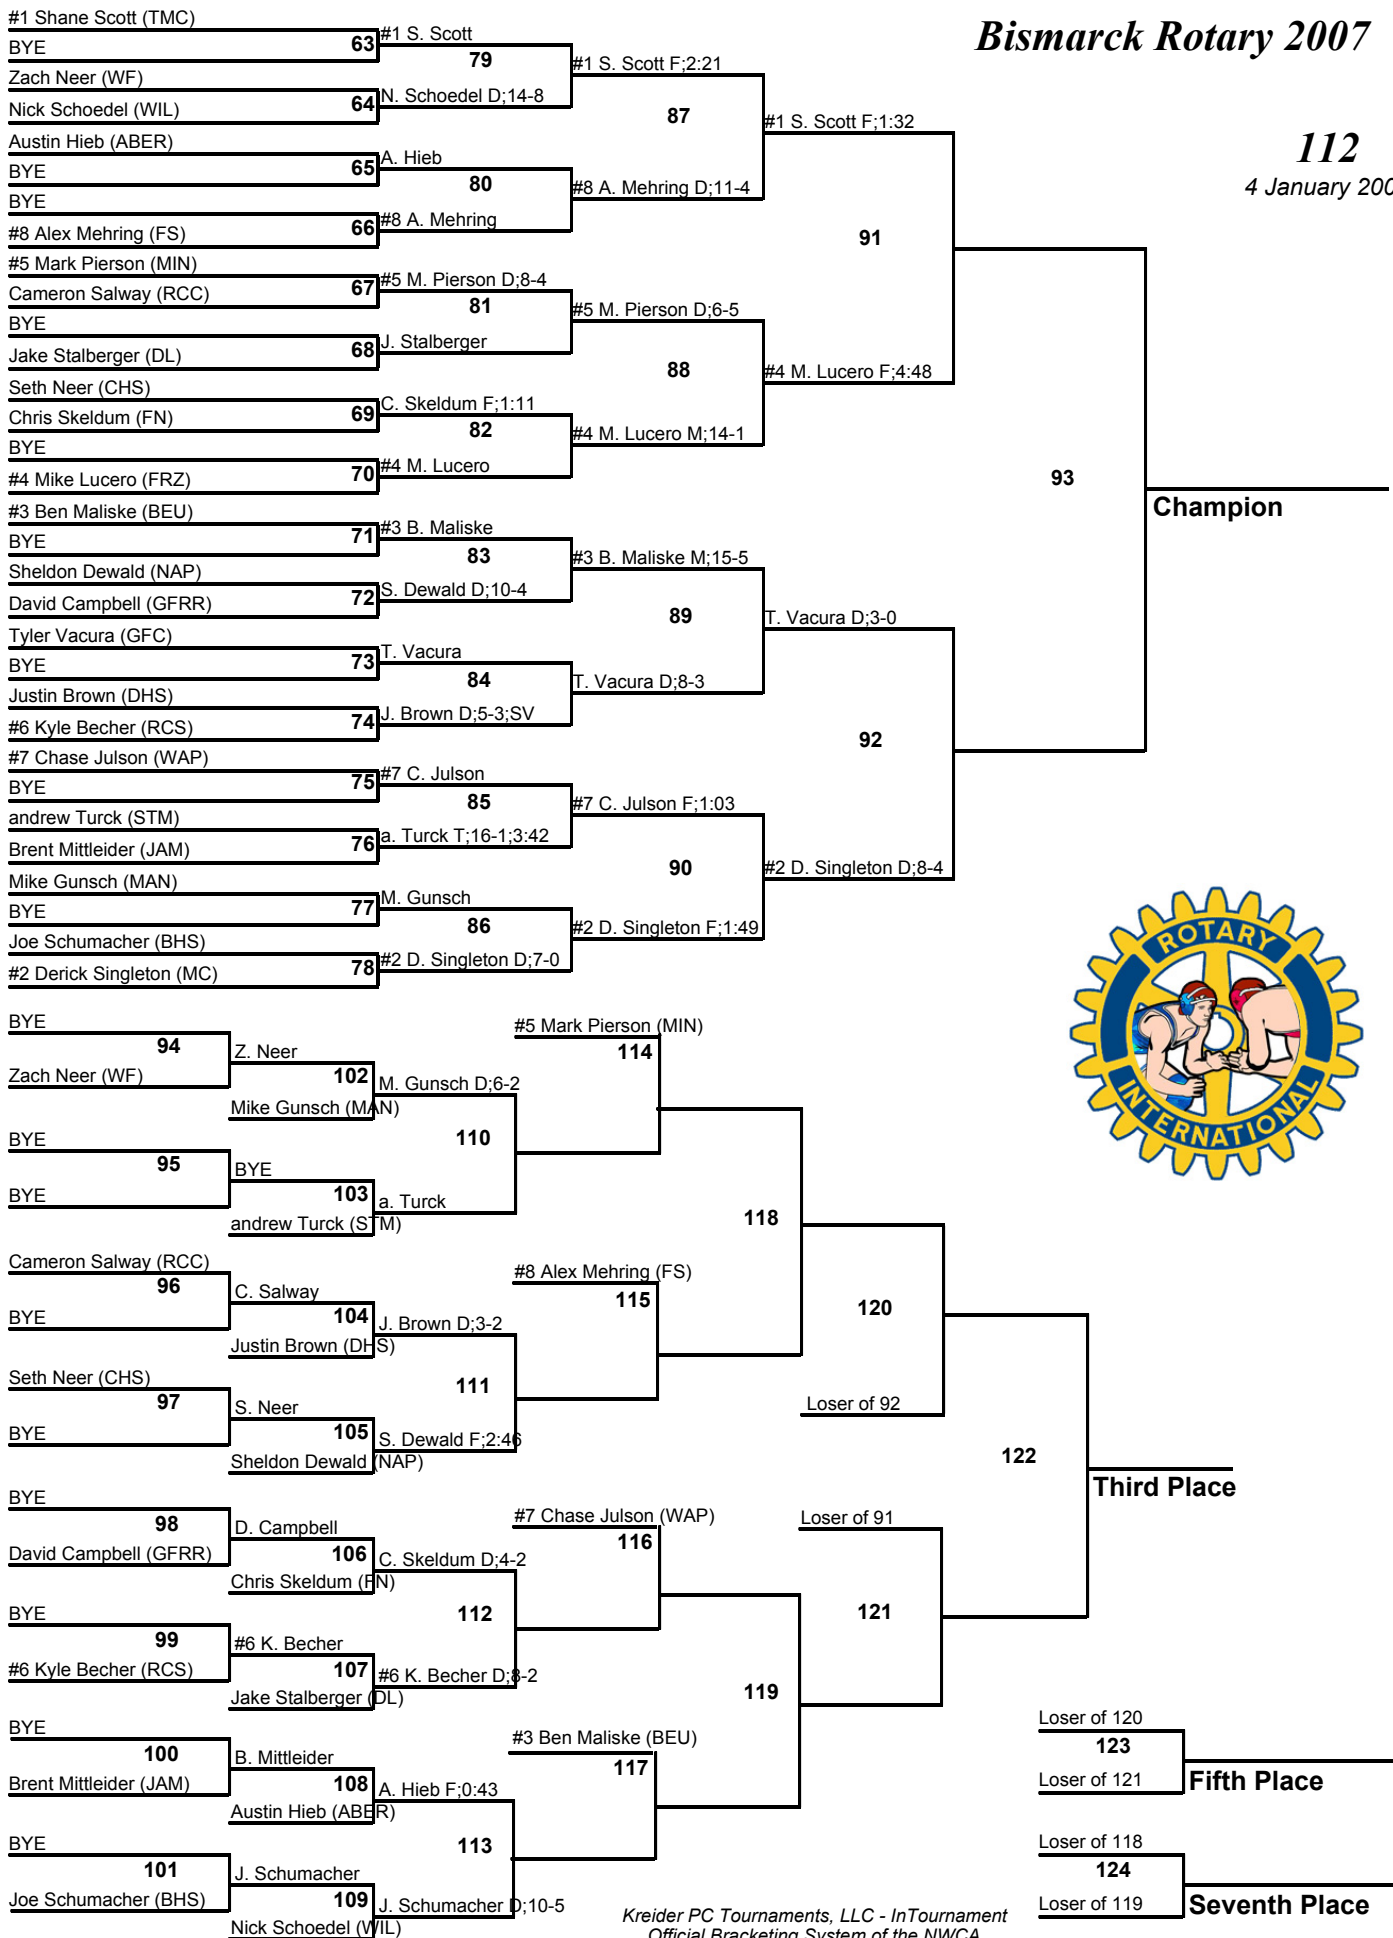 Bismarck Rotary 2007
112
4 January 200
#1 Shane Scott (TMC)
BYE
63
#1 S. Scott
79
Zach Neer (WF)
Nick Schoedel (WIL)
64
N. Schoedel D;14-8
#1 S. Scott F;2:21
87
Austin Hieb (ABER)
BYE
65
A. Hieb
80
BYE
#8 Alex Mehring (FS)
66
#8 A. Mehring
#8 A. Mehring D;11-4
#1 S. Scott F;1:32
91
#5 Mark Pierson (MIN)
Cameron Salway (RCC)
67
#5 M. Pierson D;8-4
81
BYE
Jake Stalberger (DL)
68
J. Stalberger
#5 M. Pierson D;6-5
88
Seth Neer (CHS)
Chris Skeldum (FN)
69
C. Skeldum F;1:11
82
BYE
#4 Mike Lucero (FRZ)
70
#4 M. Lucero
#4 M. Lucero M;14-1
#4 M. Lucero F;4:48
93
Champion
#3 Ben Maliske (BEU)
BYE
71
#3 B. Maliske
83
Sheldon Dewald (NAP)
David Campbell (GFRR)
72
S. Dewald D;10-4
#3 B. Maliske M;15-5
89
Tyler Vacura (GFC)
BYE
73
T. Vacura
84
Justin Brown (DHS)
#6 Kyle Becher (RCS)
74
J. Brown D;5-3;SV
T. Vacura D;8-3
T. Vacura D;3-0
92
#7 Chase Julson (WAP)
BYE
75
#7 C. Julson
85
andrew Turck (STM)
Brent Mittleider (JAM)
76
a. Turck T;16-1;3:42
#7 C. Julson F;1:03
90
Mike Gunsch (MAN)
BYE
77
M. Gunsch
86
Joe Schumacher (BHS)
#2 Derick Singleton (MC)
78
#2 D. Singleton D;7-0
#2 D. Singleton F;1:49
#2 D. Singleton D;8-4
ROTARY
INTERNATIONAL
BYE
94
Zach Neer (WF)
Z. Neer
102
Mike Gunsch (MAN)
M. Gunsch D;6-2
110
BYE
95
BYE
BYE
103
andrew Turck (STM)
a. Turck
#5 Mark Pierson (MIN)
114
118
Cameron Salway (RCC)
96
BYE
C. Salway
104
Justin Brown (DHS)
J. Brown D;3-2
111
Seth Neer (CHS)
97
BYE
S. Neer
105
Sheldon Dewald (NAP)
S. Dewald F;2:46
#8 Alex Mehring (FS)
115
120
Loser of 92
122
Third Place
BYE
98
David Campbell (GFRR)
D. Campbell
106
Chris Skeldum (FN)
C. Skeldum D;4-2
112
BYE
99
#6 Kyle Becher (RCS)
#6 K. Becher
107
Jake Stalberger (DL)
#6 K. Becher D;8-2
#7 Chase Julson (WAP)
116
Loser of 91
121
119
BYE
100
Brent Mittleider (JAM)
B. Mittleider
108
Austin Hieb (ABER)
A. Hieb F;0:43
113
BYE
101
Joe Schumacher (BHS)
J. Schumacher
109
Nick Schoedel (WIL)
J. Schumacher D;10-5
#3 Ben Maliske (BEU)
117
Loser of 120
123
Loser of 121
Fifth Place
Loser of 118
124
Loser of 119
Seventh Place
Kreider PC Tournaments, LLC - InTournament
Official Bracketing System of the NWCA